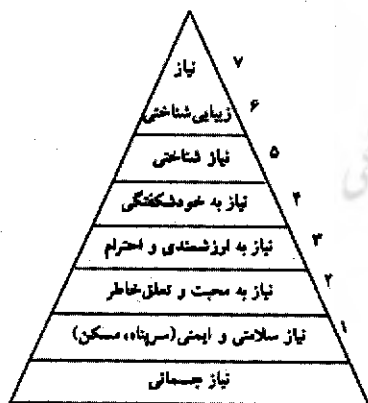 نیاز ۷
زیبایی‌شناختی ۶
نیاز شناختی ۵
نیاز به خودشکفتگی ۴
نیاز به ارزشمندی و احترام ۳
نیاز به محبت و تعلق‌خاطر ۲
نیاز سلامتی و ایمنی (سرپناه، مسکن) ۱
نیاز جسمانی